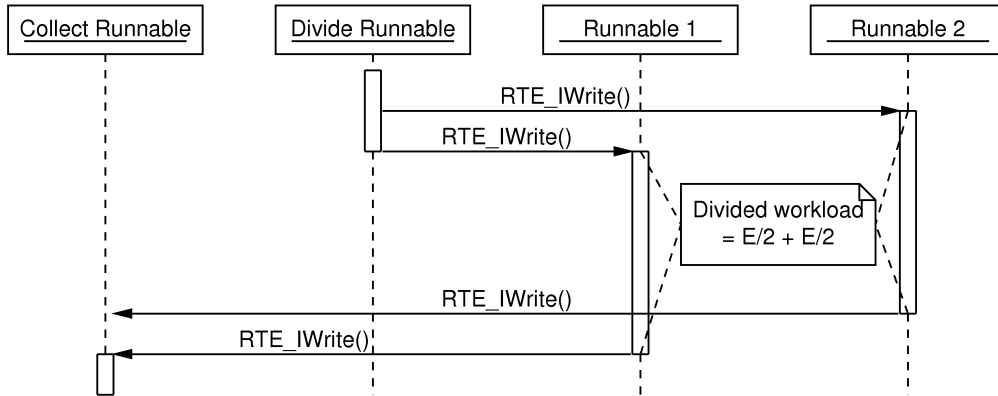 Collect Runnable
Divide Runnable
Runnable 1
Runnable 2
RTE_IWrite()
RTE_IWrite()
Divided workload
= E/2 + E/2
RTE_IWrite()
RTE_IWrite()